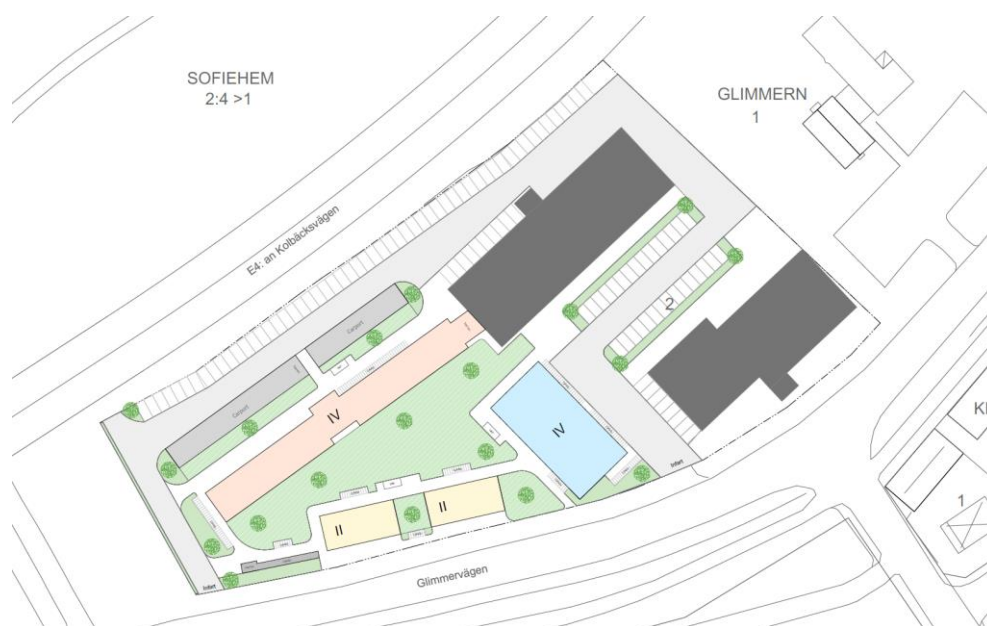 SOFIEHEM
2:4 >1
GLIMMERN
1
E4: an Kolbäcksvägen
2
Carport
Carport
IV
IV
II
II
KI
1
Infart
Infart
Glimmervägen